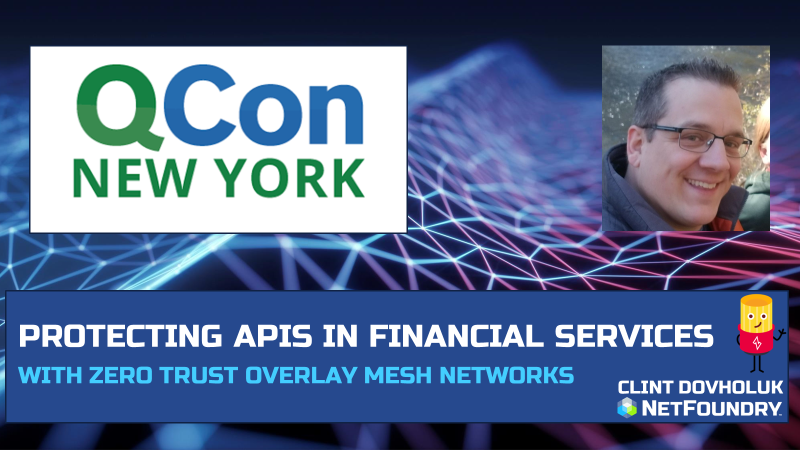 QCon
NEW YORK
PROTECTING APIS IN FINANCIAL SERVICES
WITH ZERO TRUST OVERLAY MESH NETWORKS
CLINT DOVHOLUK
NETFOUNDRY